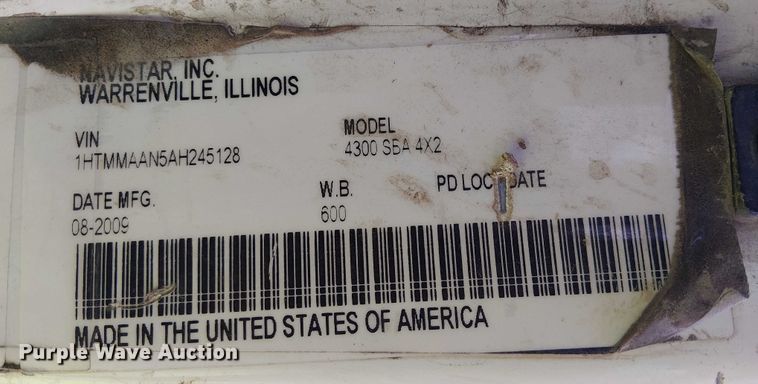 NAVISTAR, INC.
WARRENVILLE, ILLINOIS
VIN
1HTMMAAN5AH245128
MODEL
4300 SBA 4X2
DATE MFG.
08-2009
W.B.
600
PD LOC DATE
MADE IN THE UNITED STATES OF AMERICA
Purple Wave Auction